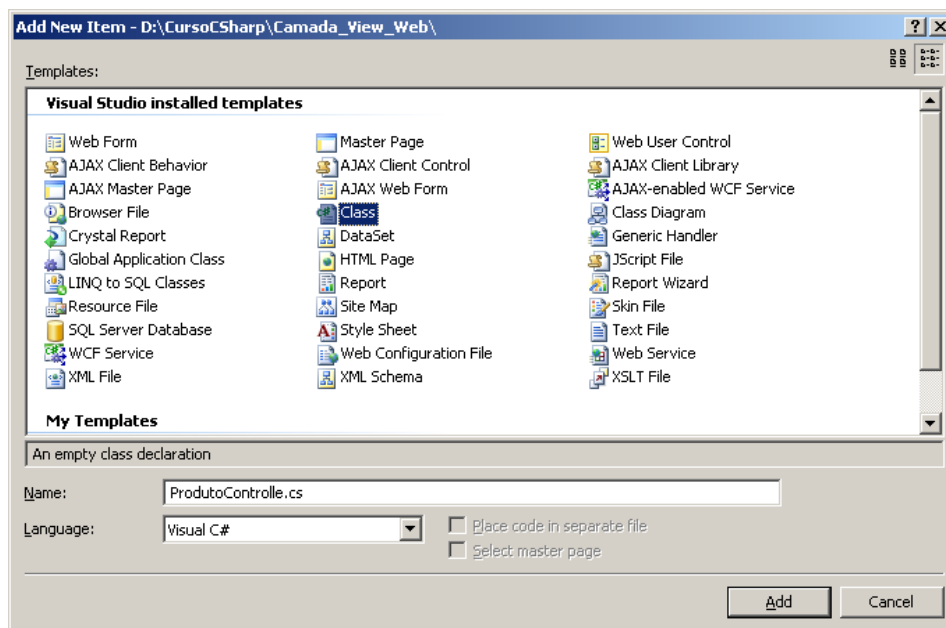 Add New Item - D:\CursoCSharp\Camada_View_Web\
Templates:
Visual Studio installed templates
Web Form Master Page Web User Control
AJAX Client Behavior AJAX Client Control AJAX Client Library
AJAX Master Page AJAX Web Form AJAX-enabled WCF Service
Browser File Class Class Diagram
Crystal Report DataSet Generic Handler
Global Application Class HTML Page JScript File
LINQ to SQL Classes Report Report Wizard
Resource File Site Map Skin File
SQL Server Database Style Sheet Text File
WCF Service Web Configuration File Web Service
XML File XML Schema XSLT File
My Templates
An empty class declaration
Name: ProdutoControlle.cs
Language: Visual C# Place code in separate file
Select master page
Add Cancel